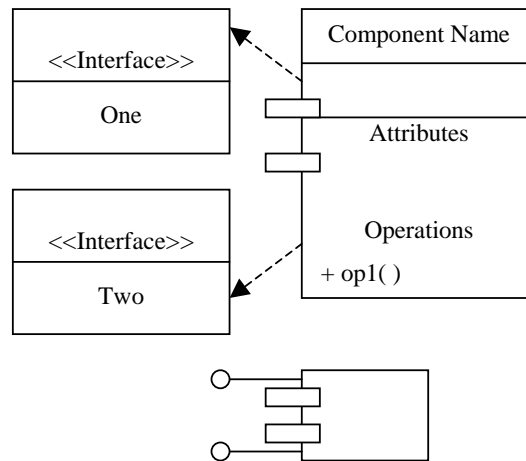 <<Interface>>
One
Component Name
Attributes
<<Interface>>
Two
Operations
+ op1( )